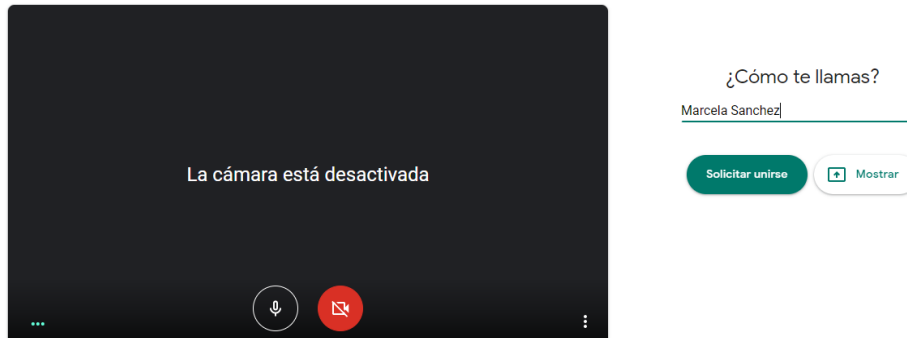 La cámara está desactivada
¿Cómo te llamas?
Marcela Sanchez
Solicitar unirse
Mostrar